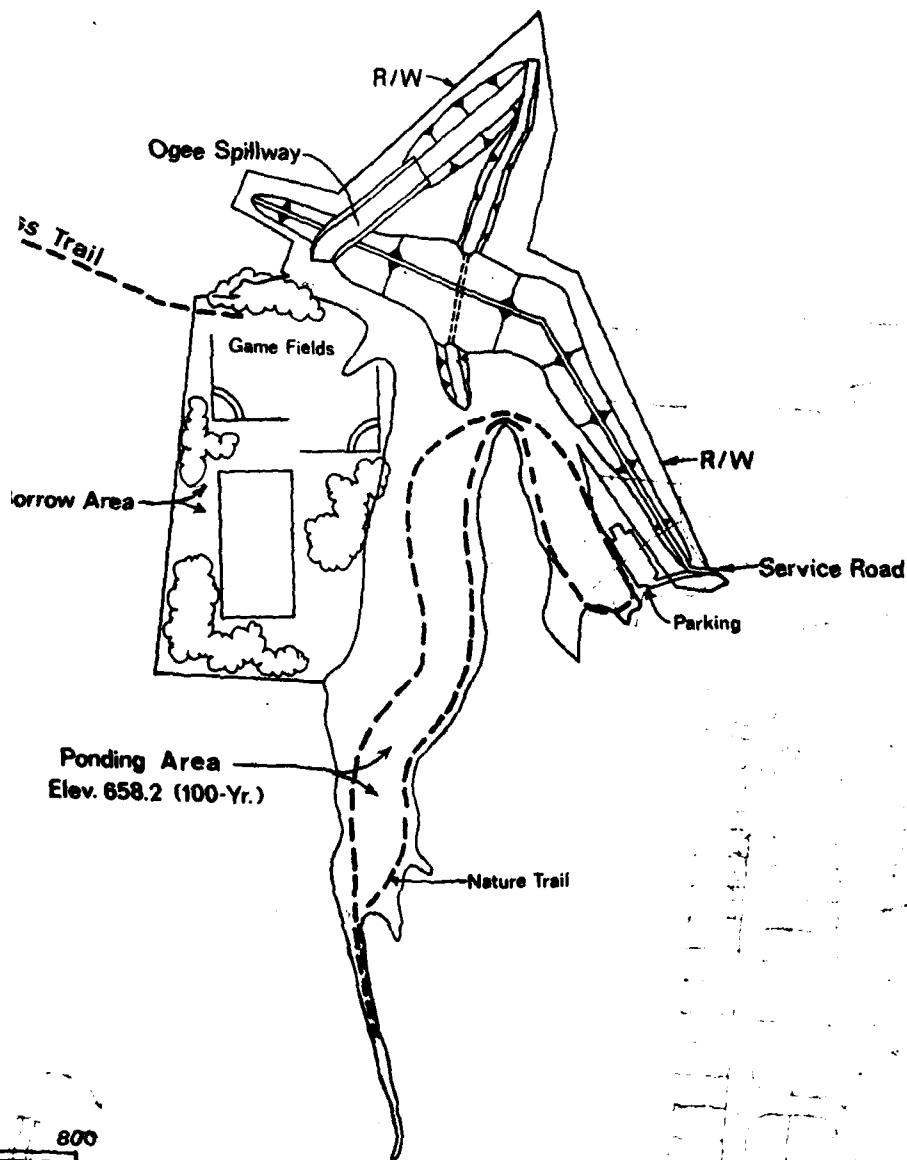 R/W
Ogee Spillway
Trail
Game Fields
R/W
Area
Service Road
Parking
Ponding Area
Elev. 658.2 (100-Yr.)
Nature Trail
800